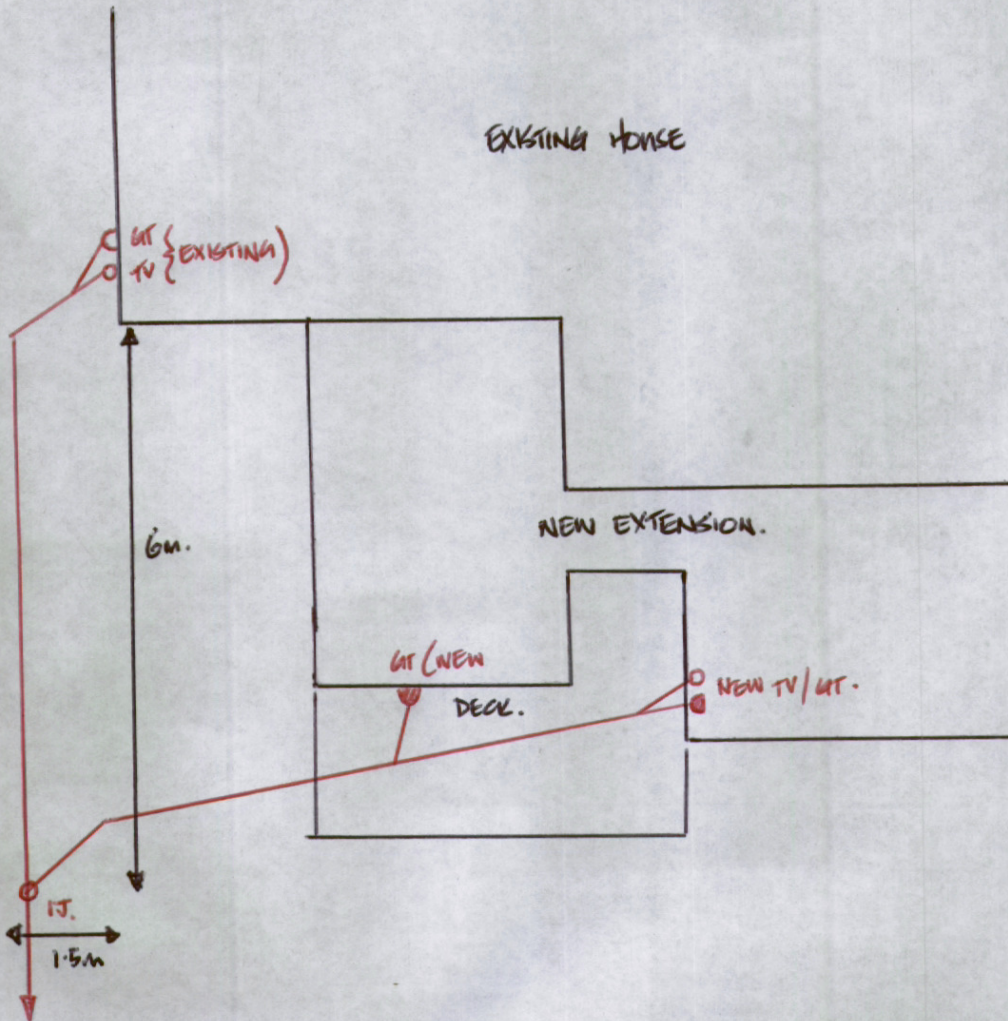 EXISTING HOUSE
GT
TV
{EXISTING)
6m.
NEW EXTENSION.
GT (NEW
DECK.
NEW TV/GT.
IJ.
1.5m